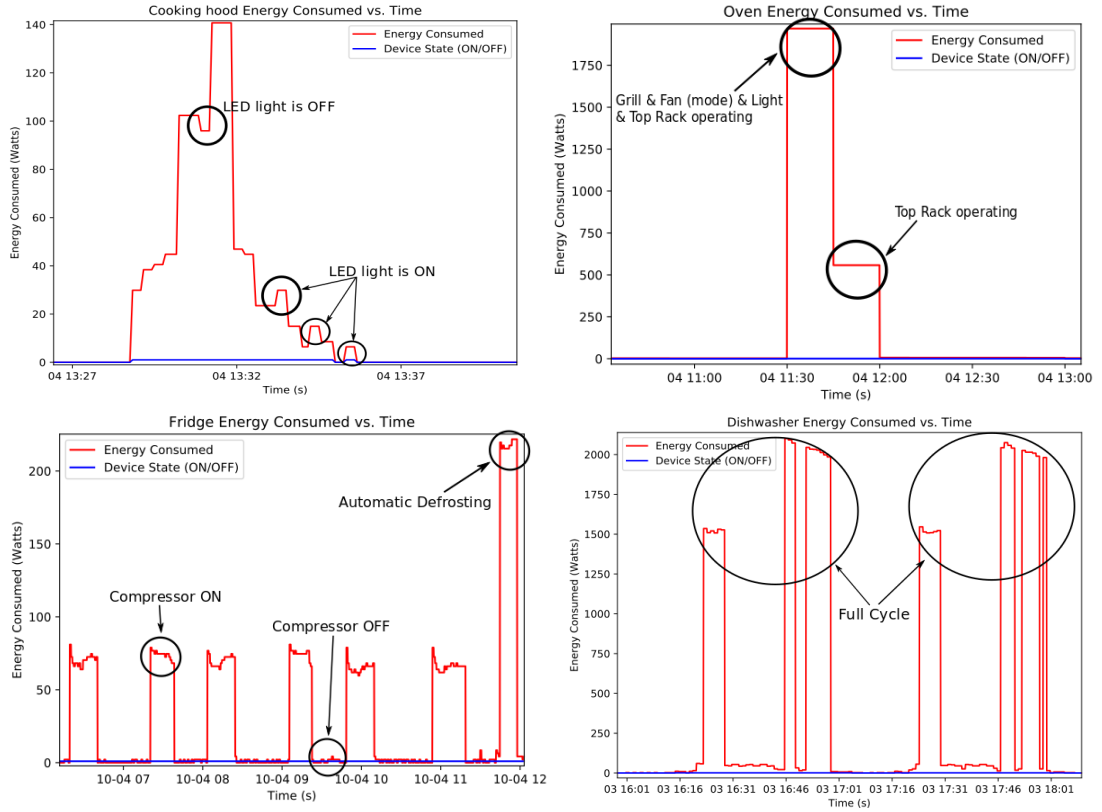 Cooking hood Energy Consumed vs. Time
Energy Consumed
Device State (ON/OFF)
LED light is OFF
LED light is ON
140
120
100
80
60
40
20
0
Energy Consumed (Watts)
04 13:27 04 13:32 04 13:37
Time (s)
Oven Energy Consumed vs. Time
Energy Consumed
Device State (ON/OFF)
Grill & Fan (mode) & Light
& Top Rack operating
Top Rack operating
1750
1500
1250
1000
750
500
250
0
Energy Consumed (Watts)
04 11:00 04 11:30 04 12:00 04 12:30 04 13:00
Time (s)
Fridge Energy Consumed vs. Time
Energy Consumed
Device State (ON/OFF)
Automatic Defrosting
Compressor ON
Compressor OFF
200
150
100
50
0
Energy Consumed (Watts)
10-04 07 10-04 08 10-04 09 10-04 10 10-04 11 10-04 12
Time (s)
Dishwasher Energy Consumed vs. Time
Energy Consumed
Device State (ON/OFF)
Full Cycle
2000
1750
1500
1250
1000
750
500
250
0
Energy Consumed (Watts)
03 16:01 03 16:16 03 16:31 03 16:46 03 17:01 03 17:16 03 17:31 03 17:46 03 18:01
Time (s)